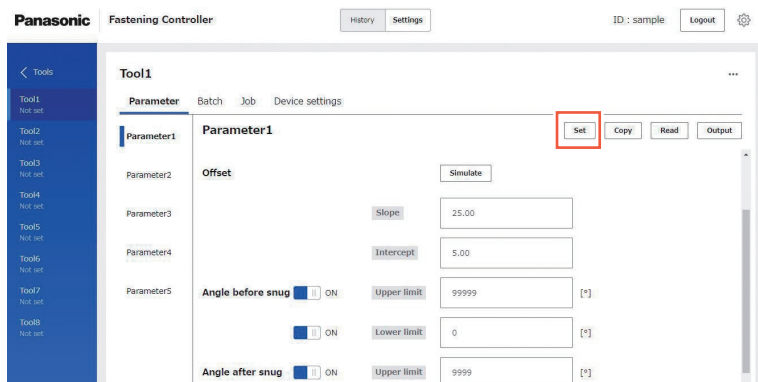 Panasonic Fastening Controller History Settings ID : sample Logout
Tools
Tool1
Not set
Tool2
Not set
Tool3
Not set
Tool4
Not set
Tool5
Not set
Tool6
Not set
Tool7
Not set
Tool8
Not set
Tool1 ...
Parameter Batch Job Device settings
Parameter1
Parameter2
Parameter3
Parameter4
Parameter5
Parameter1 Set Copy Read Output
Offset Simulate
Slope 25.00
Intercept 5.00
Angle before snug ON Upper limit 99999 [°]
ON Lower limit 0 [°]
Angle after snug ON Upper limit 9999 [°]